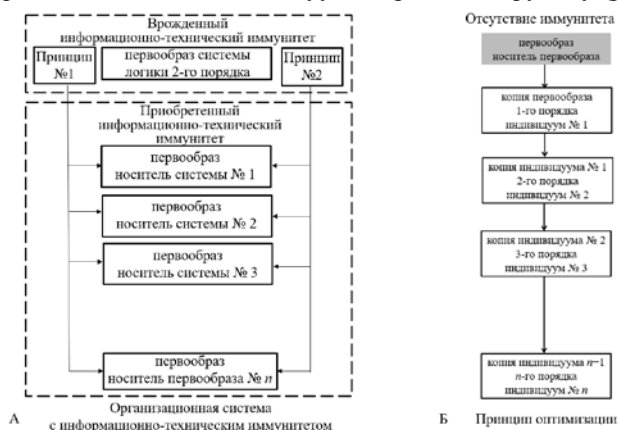 Врожденный
информационно-технический иммунитет
Принцип
№1
первообраз системы
логики 2-го порядка
Принцип
№2
Приобретенный
информационно-технический
иммунитет
первообраз
носитель системы № 1
первообраз
носитель системы № 2
первообраз
носитель системы № 3
первообраз
носитель первообраза № n
А
Организационная система
с информационно-техническим иммунитетом
Отсутствие иммунитета
первообраз
носитель первообраза
копия первообраза
1-го порядка
индивидуум № 1
копия индивидуума № 1
2-го порядка
индивидуум № 2
копия индивидуума № 2
3-го порядка
индивидуум № 3
копия индивидуума n−1
n-го порядка
индивидуум № n
Б Принцип оптимизации